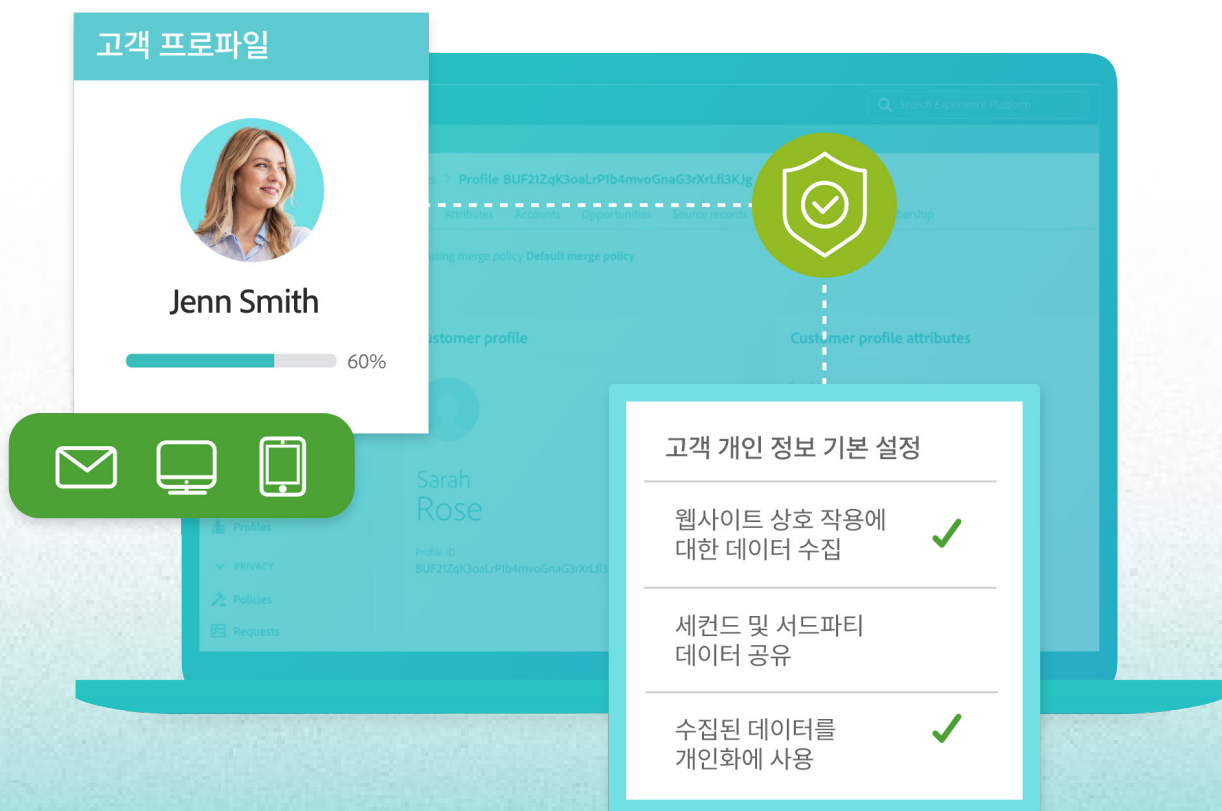 고객 프로파일
Jenn Smith
60%
Search Experience Platform
> Profile BUF21ZqK3oaLrP1b4mvoGnaG3rXrLfl3KJg
Attributes Accounts Opportunities Source records
using merge policy Default merge policy
Customer profile attributes
Sarah
Rose
Profile ID
Profiles
PRIVACY
Policies
Requests
고객 개인 정보 기본 설정
웹사이트 상호 작용에
대한 데이터 수집
세컨드 및 서드파티
데이터 공유
수집된 데이터를
개인화에 사용